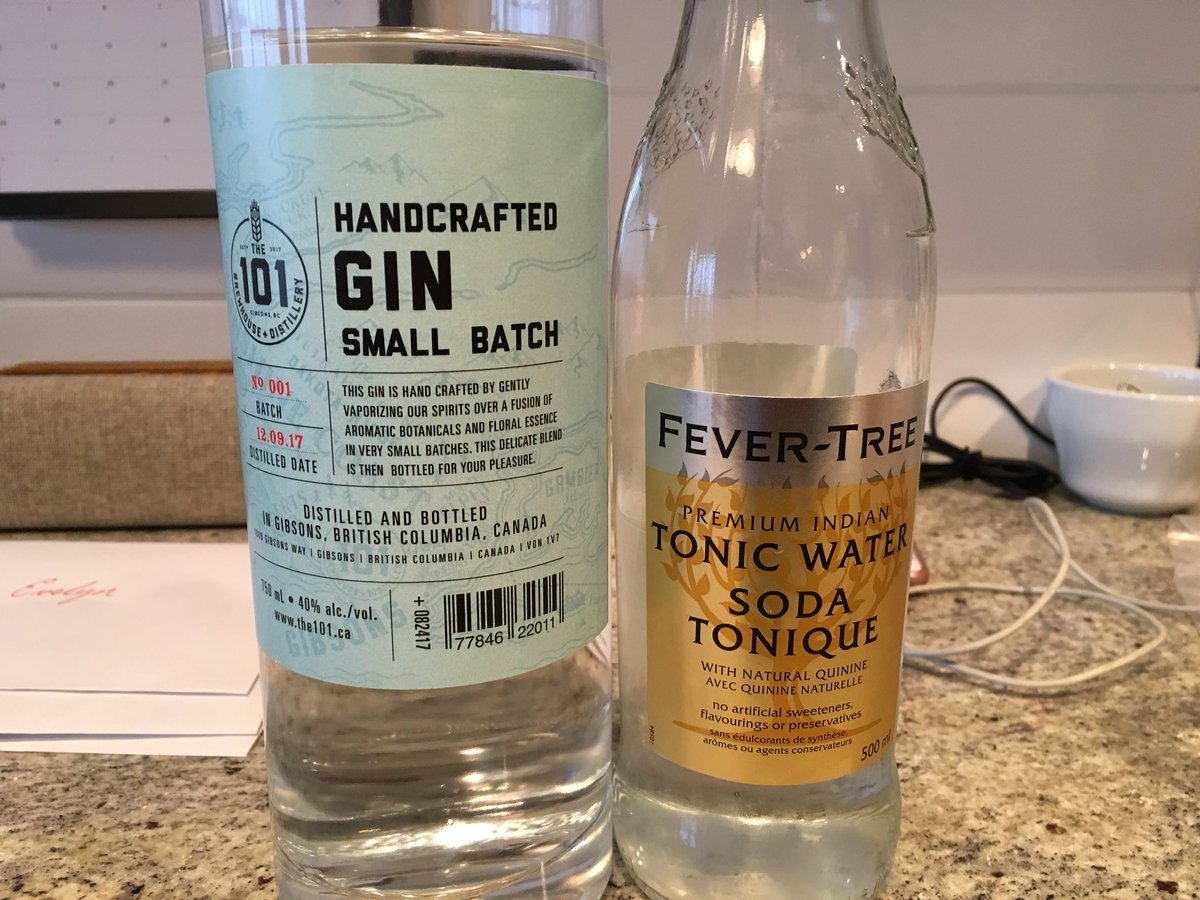 ESTD 2017
THE
101
GIBSONS, BC
BREWHOUSE + DISTILLERY
HANDCRAFTED
GIN
SMALL BATCH
Nº 001
BATCH
12.09.17
DISTILLED DATE
THIS GIN IS HAND CRAFTED BY GENTLY
VAPORIZING OUR SPIRITS OVER A FUSION OF
AROMATIC BOTANICALS AND FLORAL ESSENCE
IN VERY SMALL BATCHES. THIS DELICATE BLEND
IS THEN BOTTLED FOR YOUR PLEASURE.
GAMBIER
DISTILLED AND BOTTLED
IN GIBSONS, BRITISH COLUMBIA, CANADA
1009 GIBSONS WAY | GIBSONS | BRITISH COLUMBIA | CANADA | V0N 1V7
750 mL • 40% alc./vol.
www.the101.ca
GIBSONS
+ 082417
77846 22011
FEVER-TREE
PREMIUM INDIAN
TONIC WATER
SODA
TONIQUE
WITH NATURAL QUININE
AVEC QUININE NATURELLE
no artificial sweeteners,
flavourings or preservatives
sans édulcorants de synthèse,
arômes ou agents conservateurs
500 ml
Evelyn